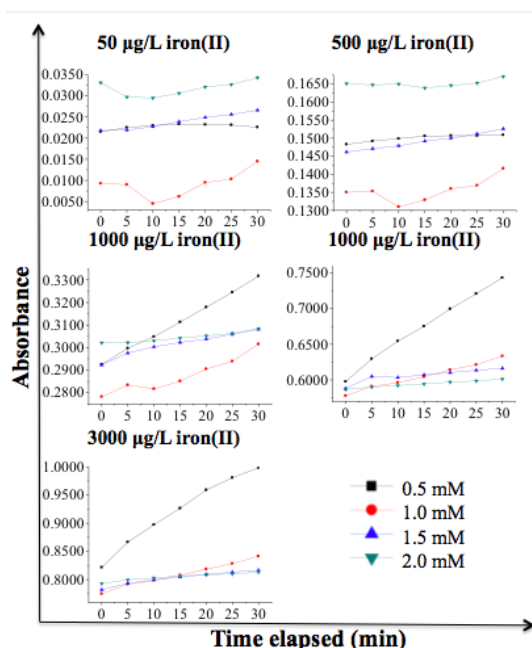 50 µg/L iron(II) 500 µg/L iron(II)
0.0350
0.0300
0.0250
0.0200
0.0150
0.0100
0.0050
0 5 10 15 20 25 30
0.1650
0.1600
0.1550
0.1500
0.1450
0.1400
0.1350
0.1300
0 5 10 15 20 25 30
1000 µg/L iron(II) 1000 µg/L iron(II)
0.3300
0.3200
0.3100
0.3000
0.2900
0.2800
0 5 10 15 20 25 30
0.7500
0.7000
0.6500
0.6000
0 5 10 15 20 25 30
3000 µg/L iron(II)
1.0000
0.9500
0.9000
0.8500
0.8000
0 5 10 15 20 25 30
0.5 mM
1.0 mM
1.5 mM
2.0 mM
Absorbance
Time elapsed (min)